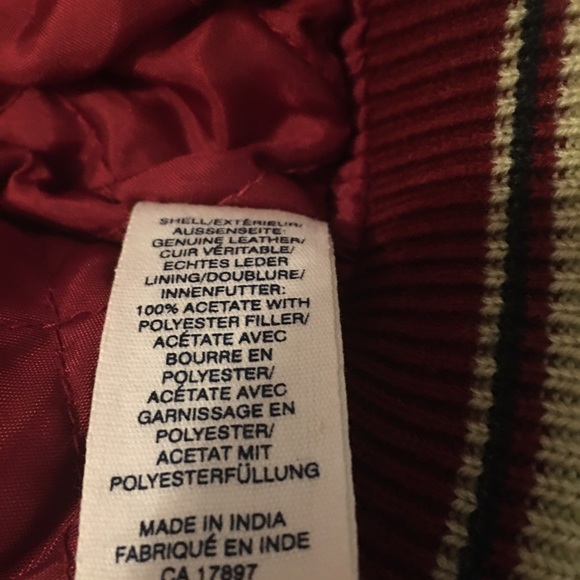 SHELL/EXTÉRIEUR/
AUSSENSEITE:
GENUINE LEATHER/
CUIR VÉRITABLE/
ECHTES LEDER
LINING/DOUBLURE/
INNENFUTTER:
100% ACETATE WITH
POLYESTER FILLER/
ACÉTATE AVEC
BOURRE EN
POLYESTER/
ACÉTATE AVEC
GARNISSAGE EN
POLYESTER/
ACETAT MIT
POLYESTERFÜLLUNG
MADE IN INDIA
FABRIQUÉ EN INDE
CA 17897